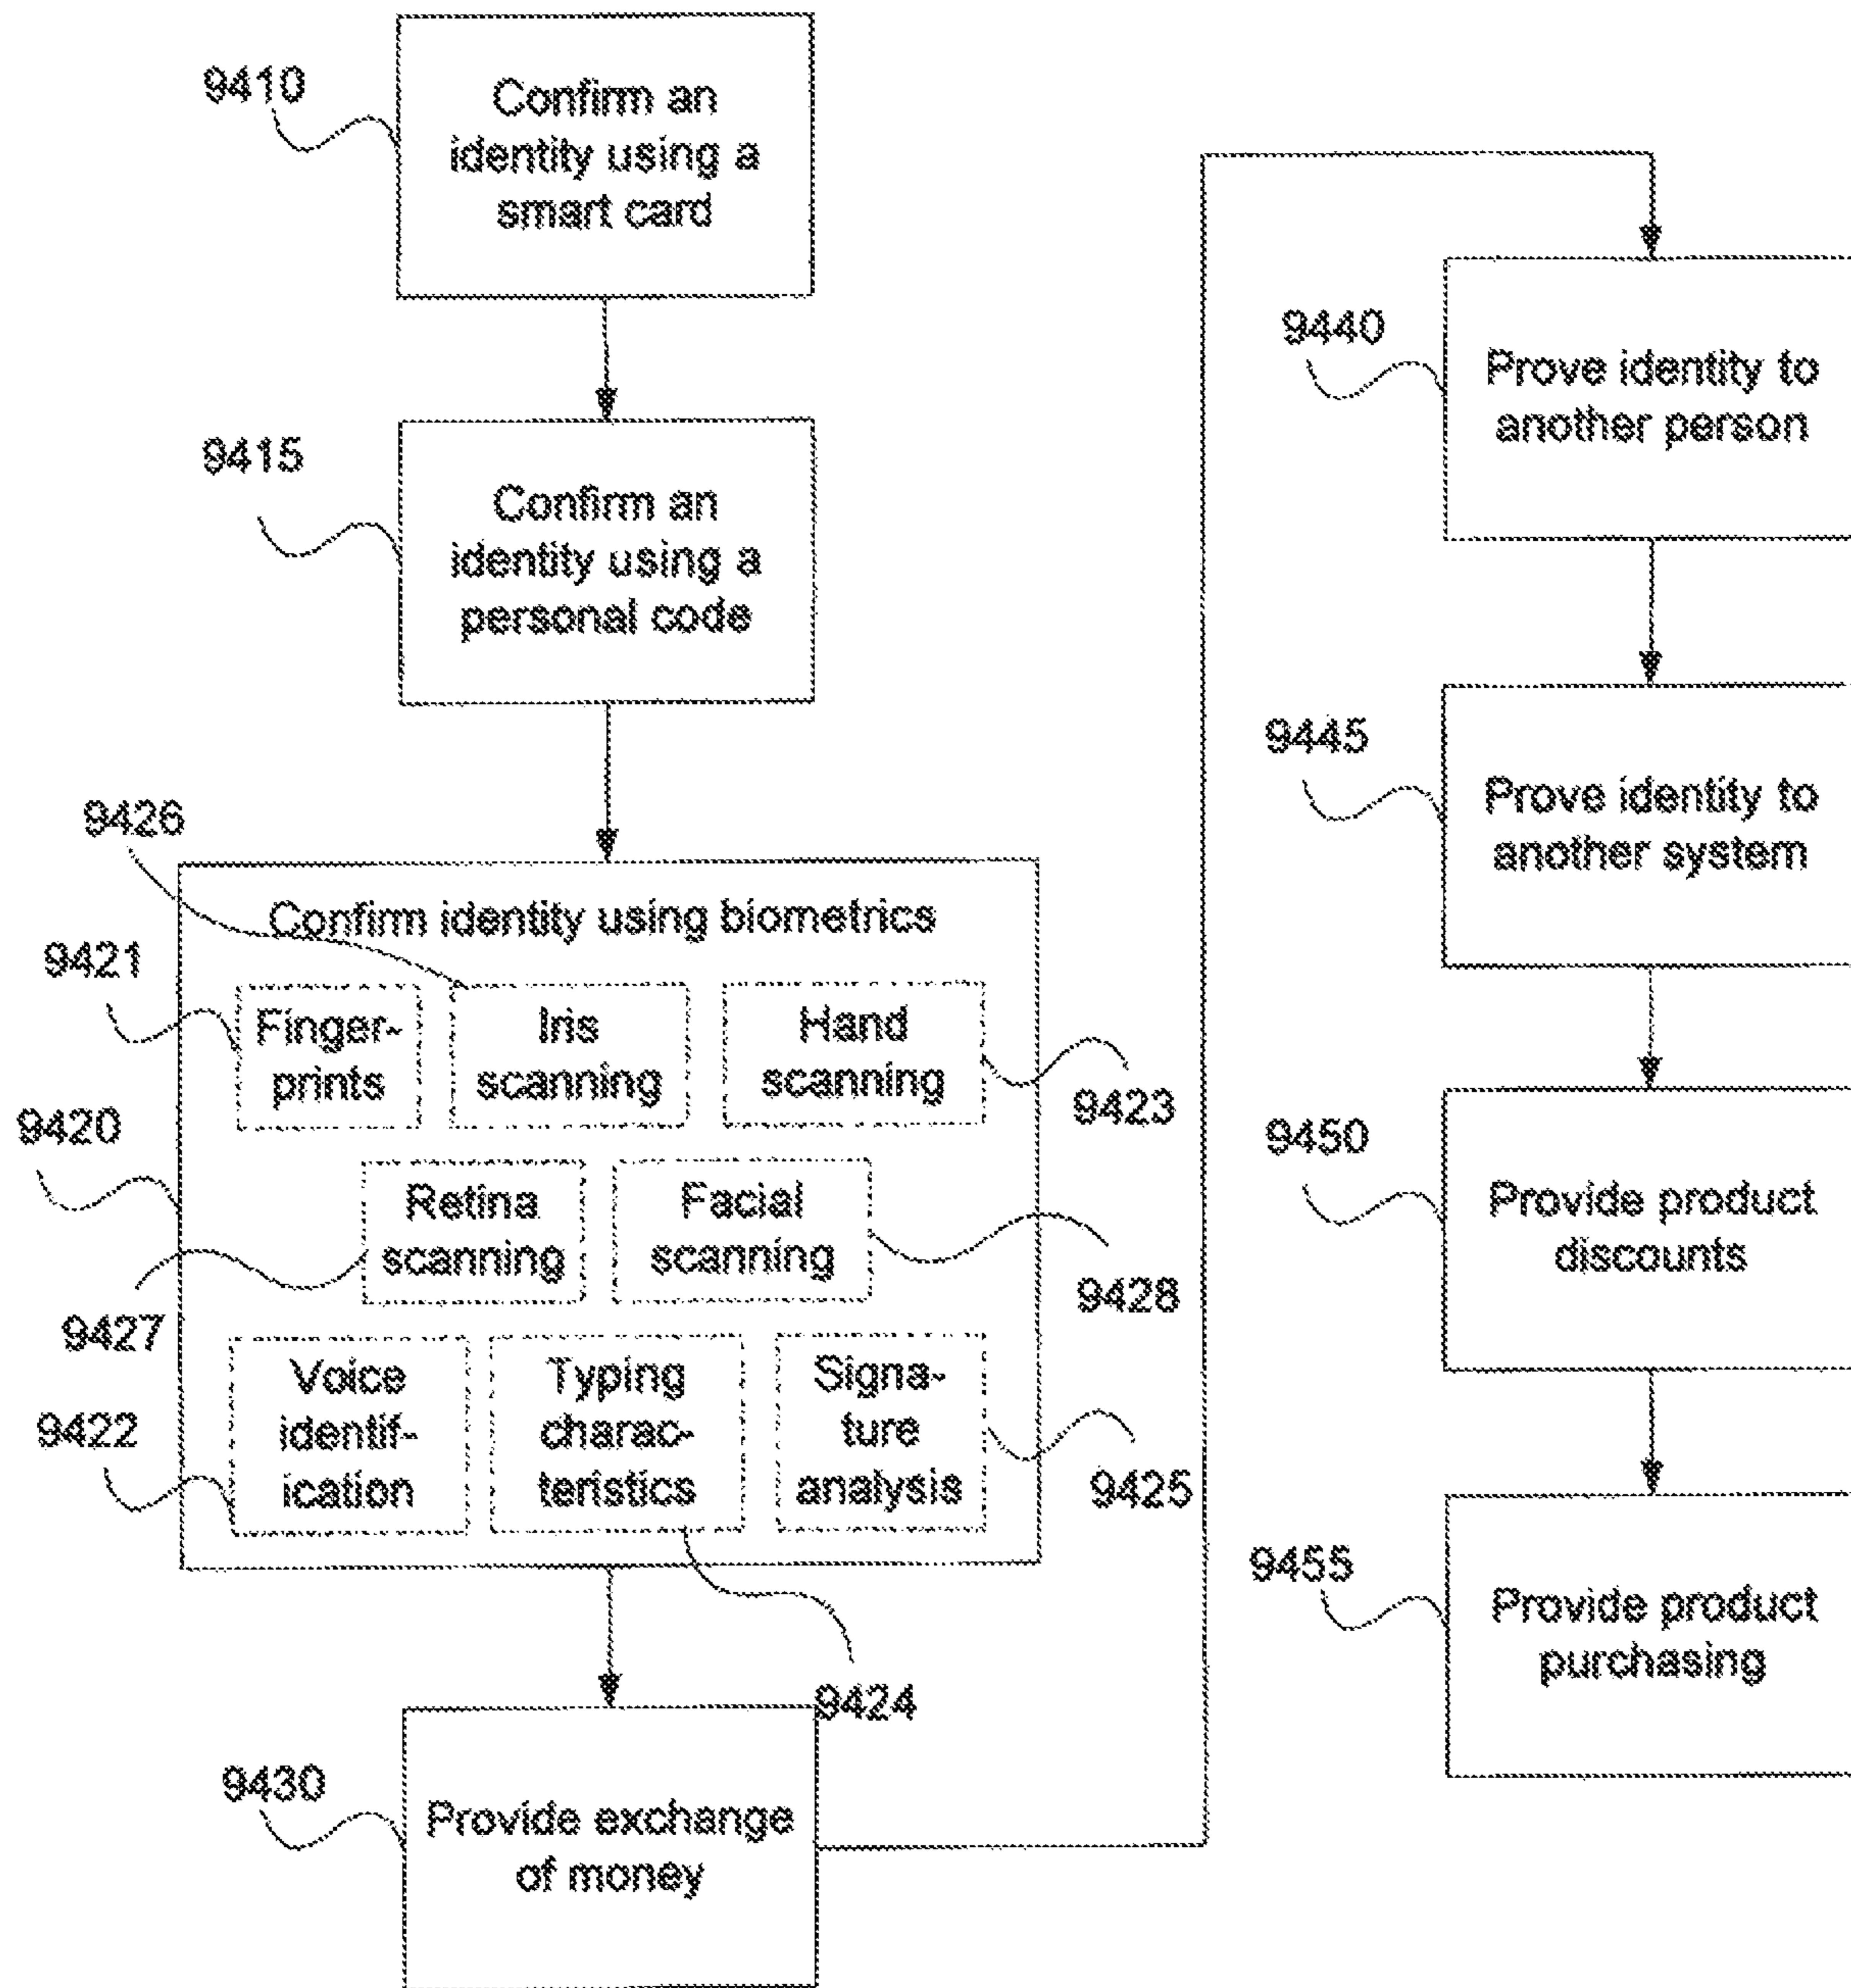 9410
Confirm an
identity using a
smart card
9415
Confirm an
identity using a
personal code
9426
Confirm identity using biometrics
9421
Finger-
prints
Iris
scanning
Hand
scanning
9423
9420
Retina
scanning
Facial
scanning
9427
9428
Voice
identif-
ication
Typing
charac-
teristics
Signa-
ture
analysis
9422
9425
9424
9430
Provide exchange
of money
9440
Prove identity to
another person
9445
Prove identity to
another system
9450
Provide product
discounts
9455
Provide product
purchasing